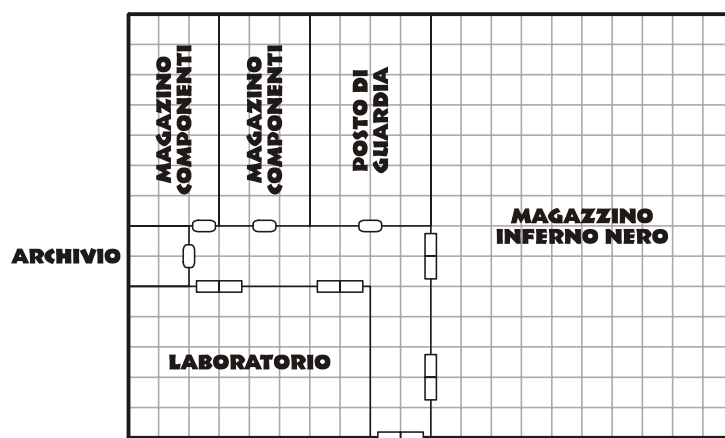 MAGAZINO
COMPONENTI
MAGAZINO
COMPONENTI
POSTO DI
GUARDIA
MAGAZZINO
INFERNO NERO
ARCHIVIO
LABORATORIO